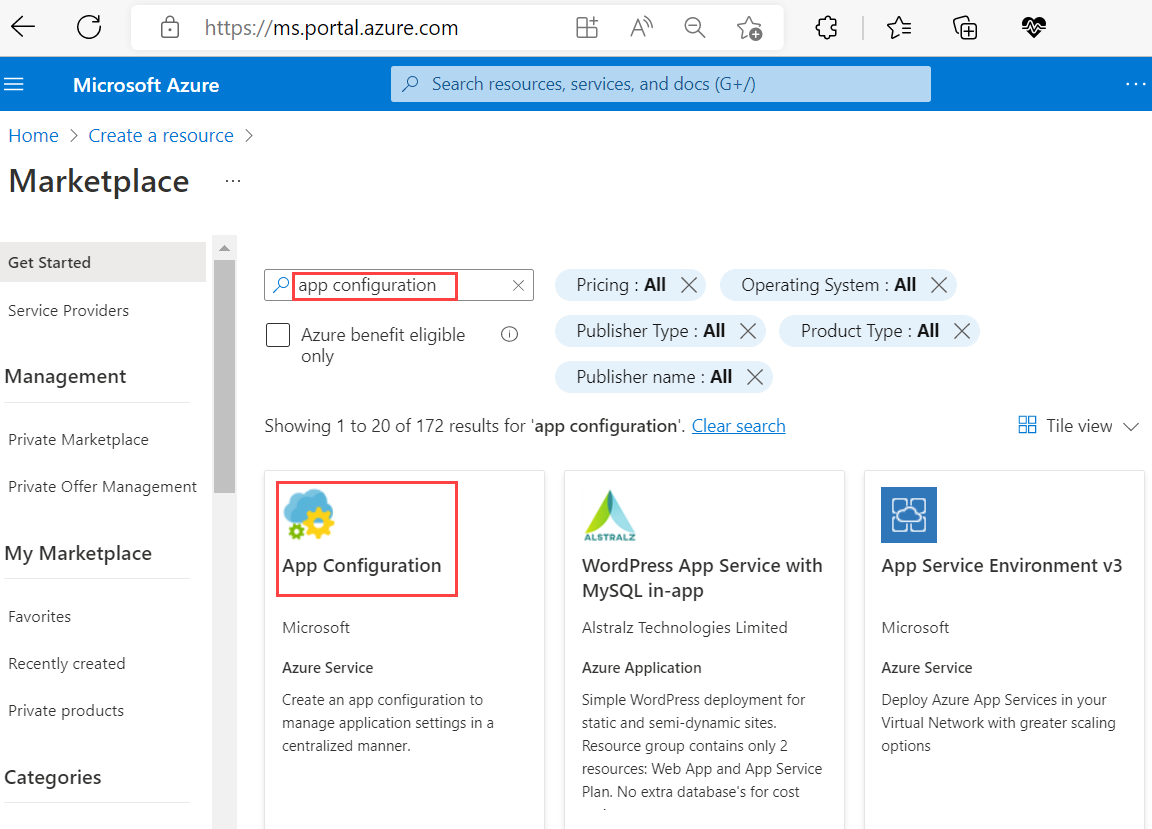 https://ms.portal.azure.com
Microsoft Azure
Search resources, services, and docs (G+/)
Home > Create a resource >
Marketplace ...
Get Started
Service Providers
Management
Private Marketplace
Private Offer Management
My Marketplace
Favorites
Recently created
Private products
Categories
app configuration
Azure benefit eligible
only
Pricing : All
Operating System : All
Publisher Type : All
Product Type : All
Publisher name : All
Showing 1 to 20 of 172 results for 'app configuration'. Clear search
Tile view
App Configuration
Microsoft
Azure Service
Create an app configuration to
manage application settings in a
centralized manner.
ALSTRALZ
WordPress App Service with
MySQL in-app
Alstralz Technologies Limited
Azure Application
Simple WordPress deployment for
static and semi-dynamic sites.
Resource group contains only 2
resources: Web App and App Service
Plan. No extra database's for cost
App Service Environment v3
Microsoft
Azure Service
Deploy Azure App Services in your
Virtual Network with greater scaling
options